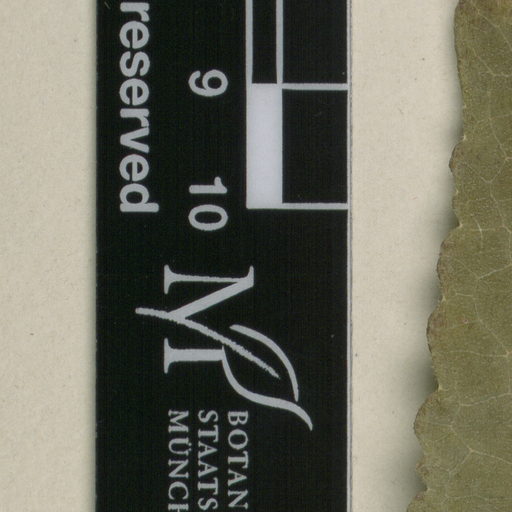 reserved
9 10
BOTAN
STAATS
MÜNCH